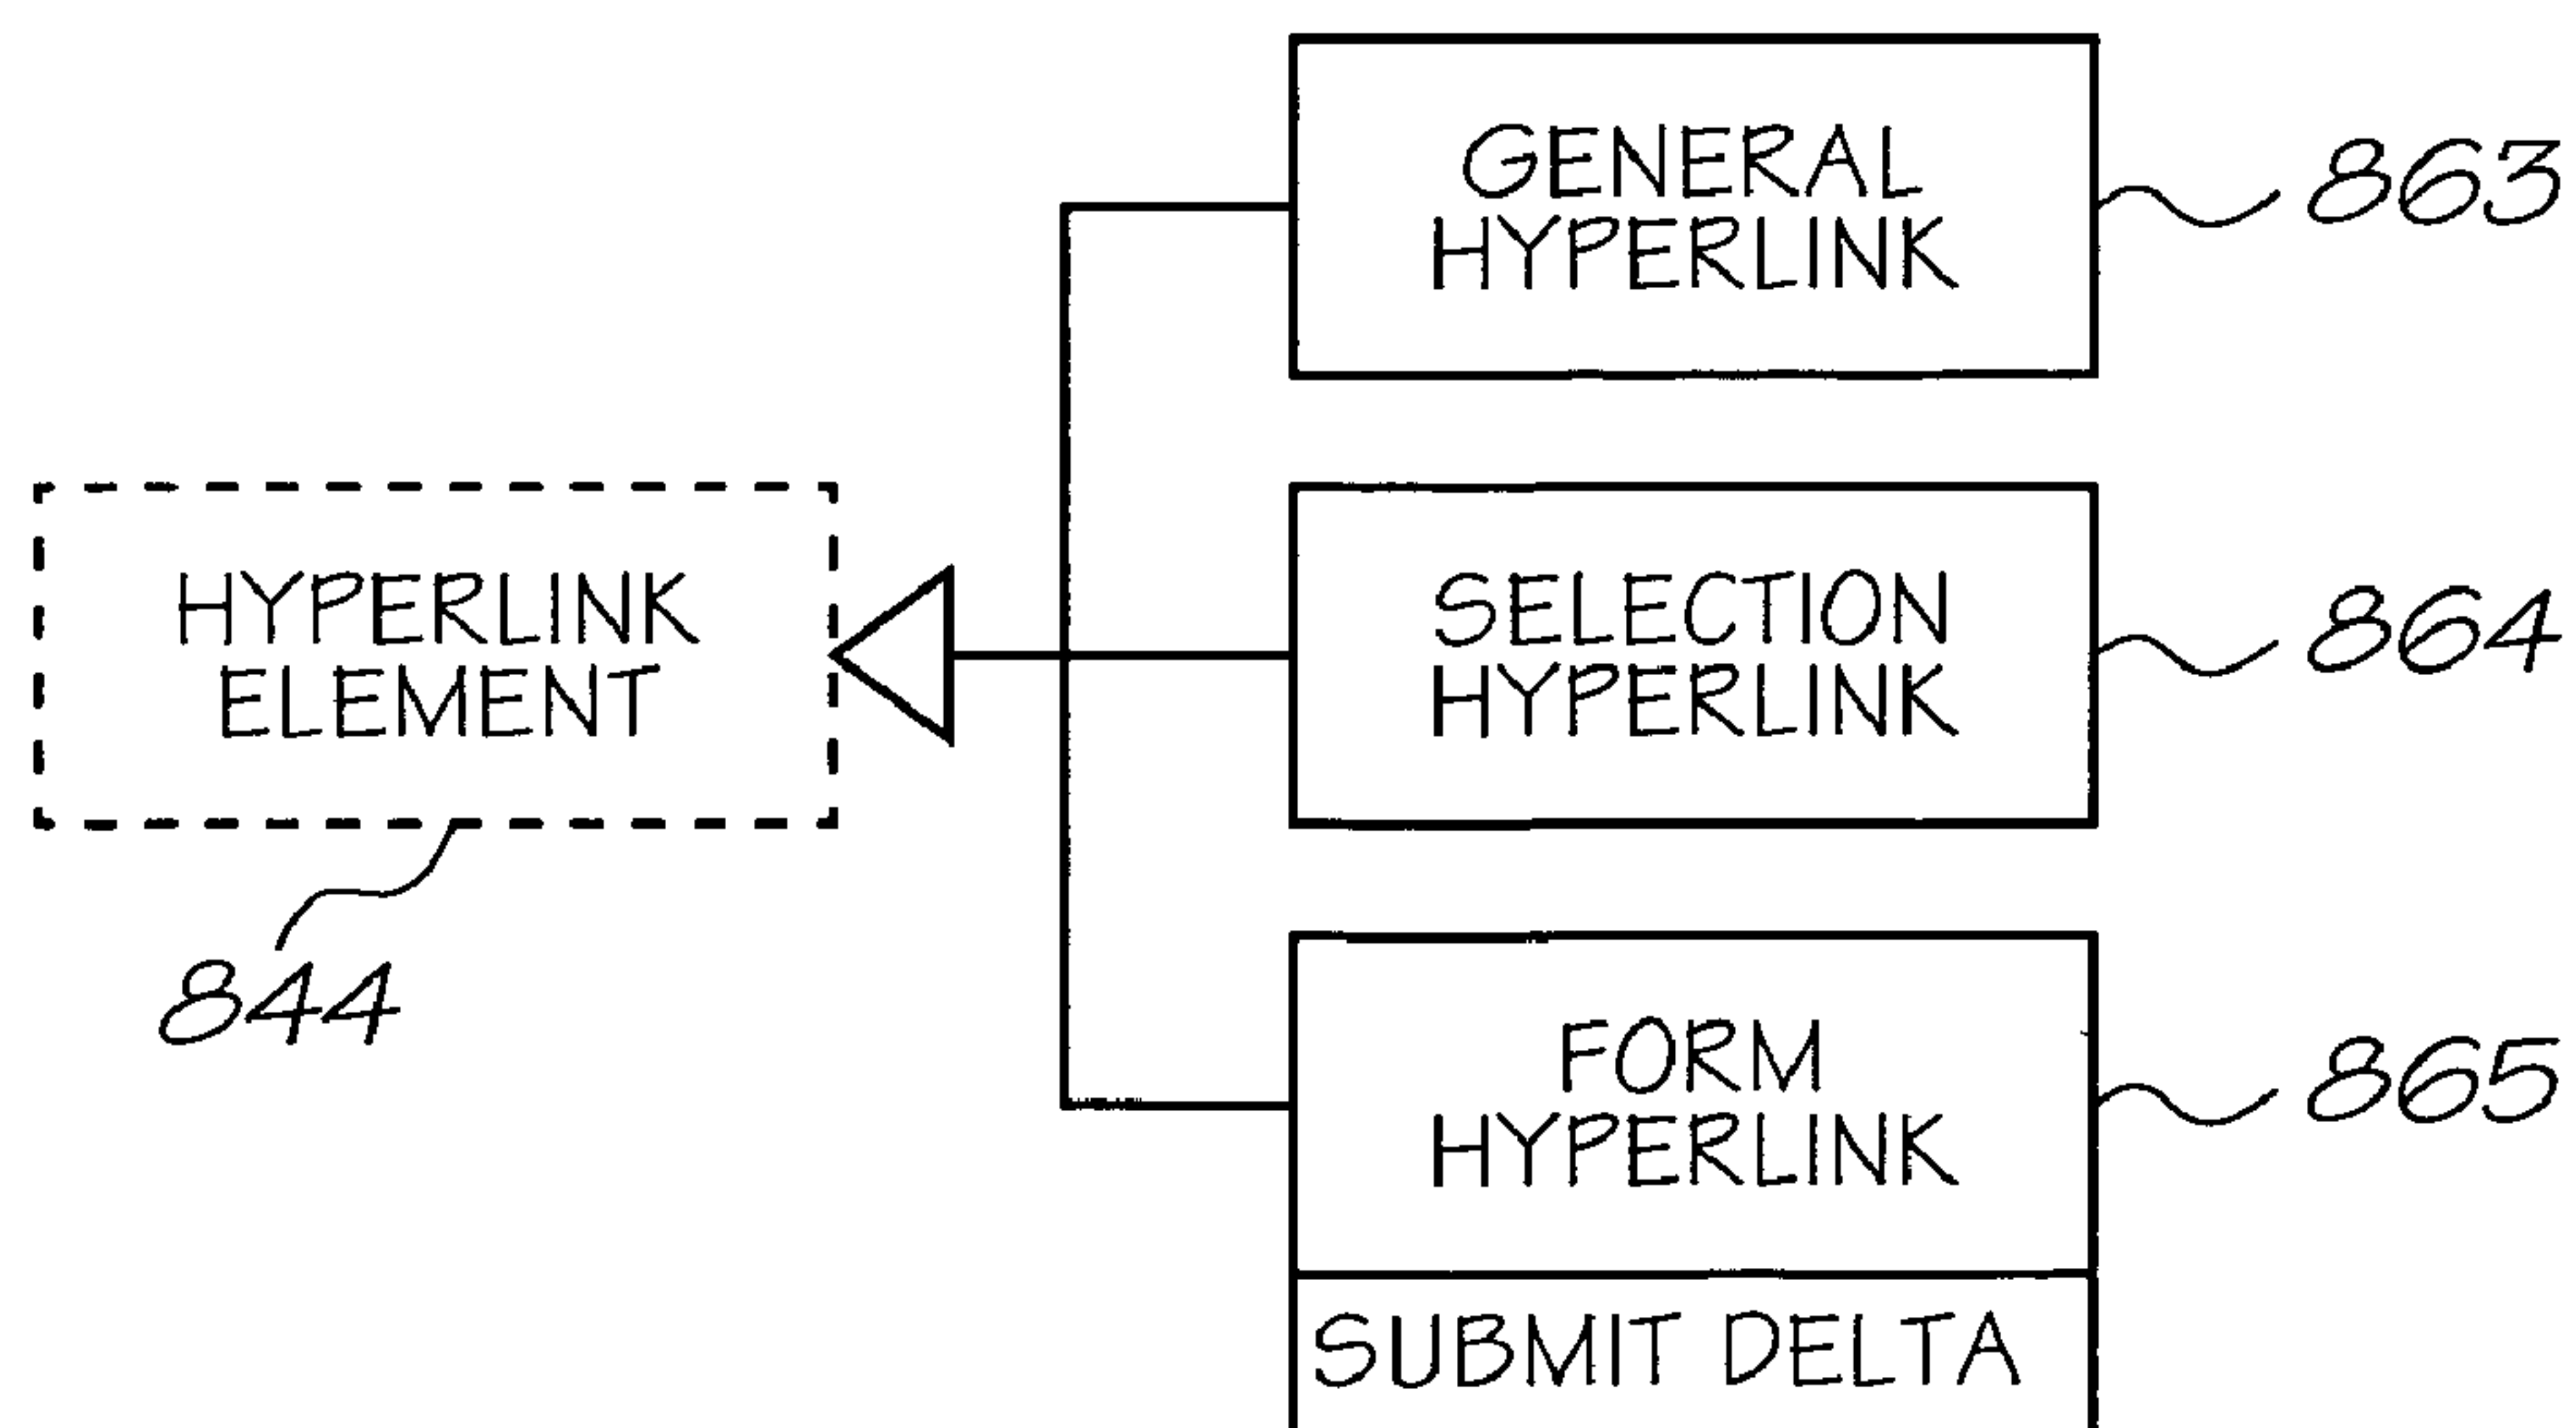 GENERAL
HYPERLINK
863
HYPERLINK
ELEMENT
844
SELECTION
HYPERLINK
864
FORM
HYPERLINK
865
SUBMIT DELTA